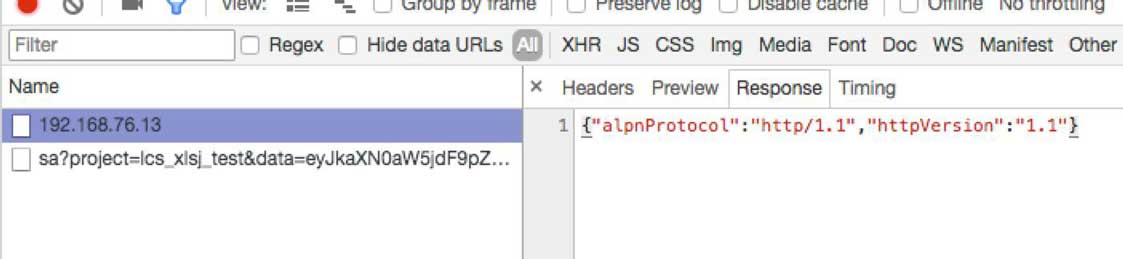 View: Group by frame Preserve log Disable cache Offline No throttling
Filter Regex Hide data URLs All XHR JS CSS Img Media Font Doc WS Manifest Other
Name × Headers Preview Response Timing
192.168.76.13 1 {"alpnProtocol":"http/1.1","httpVersion":"1.1"}
sa?project=lcs_xlsj_test&data=eyJkaXN0aW5jdF9pZ...